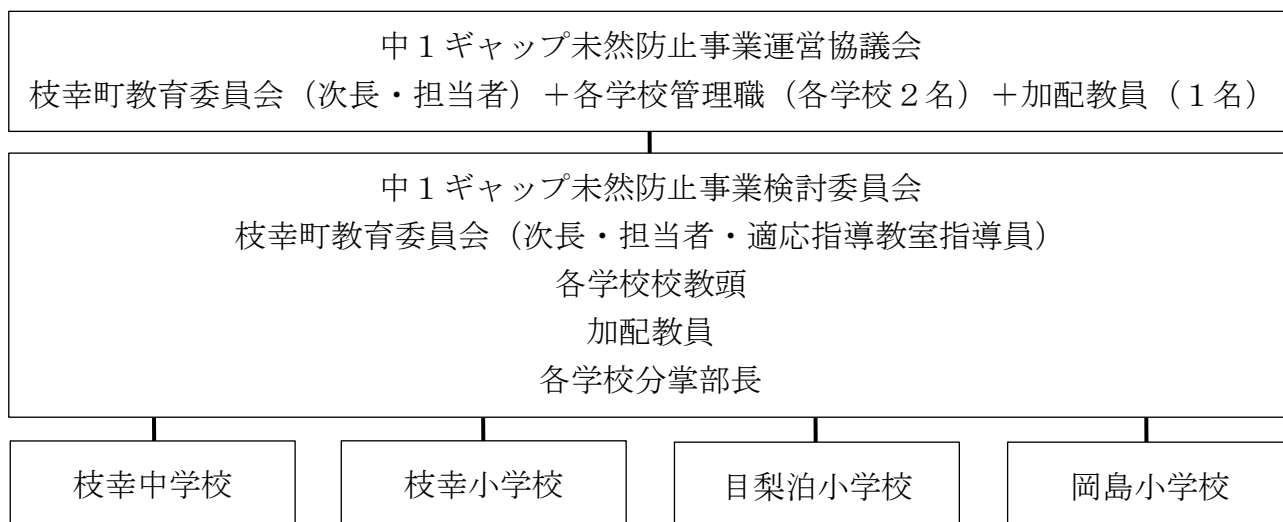 中１ギャップ未然防止事業運営協議会
枝幸町教育委員会（次長・担当者）＋各学校管理職（各学校２名）＋加配教員（１名）
中１ギャップ未然防止事業検討委員会
枝幸町教育委員会（次長・担当者・適応指導教室指導員）
各学校校教頭
加配教員
各学校分掌部長
枝幸中学校
枝幸小学校
目梨泊小学校
岡島小学校